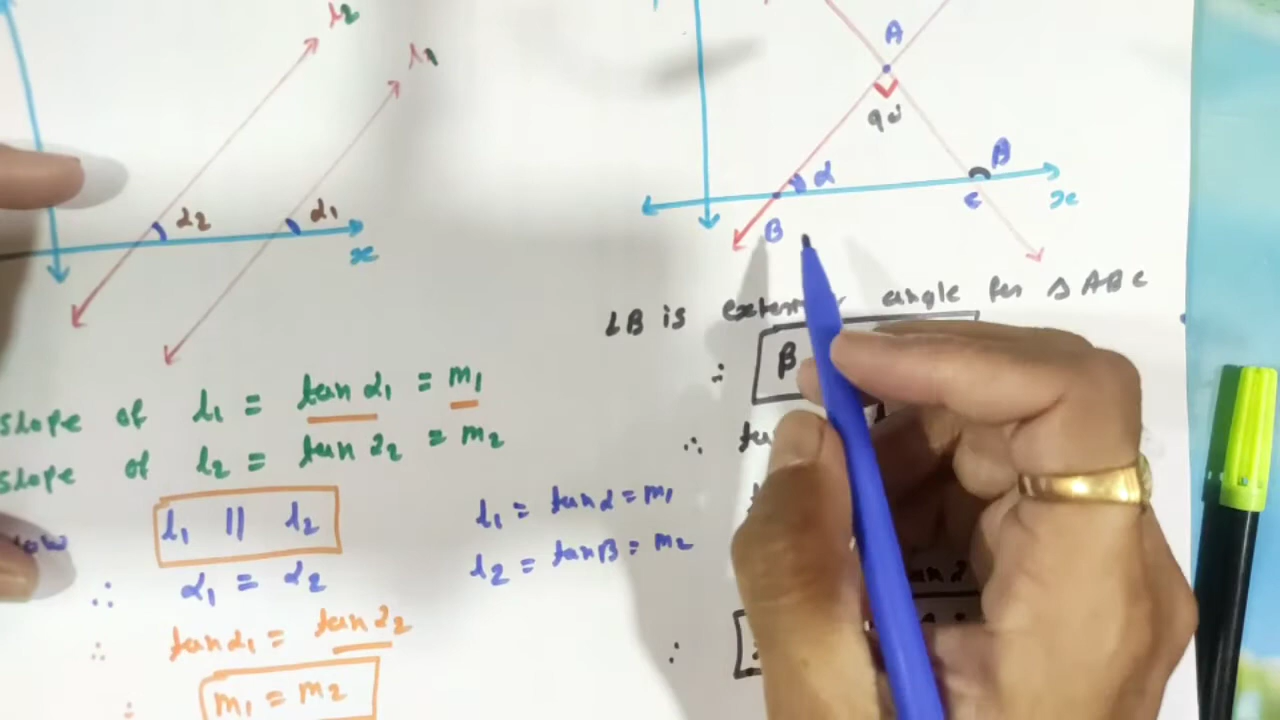 l2
l1
α2
α1
x
slope of l1 = tan α1 = m1
slope of l2 = tan α2 = m2
l1 || l2
∴ α1 = α2
∴ tan α1 = tan α2
∴ m1 = m2
l1 = tan α = m1
l2 = tan β = m2
A
90°
β
α
x
B
C
∠B is angle for Δ ABC
∴ β
∴
∴